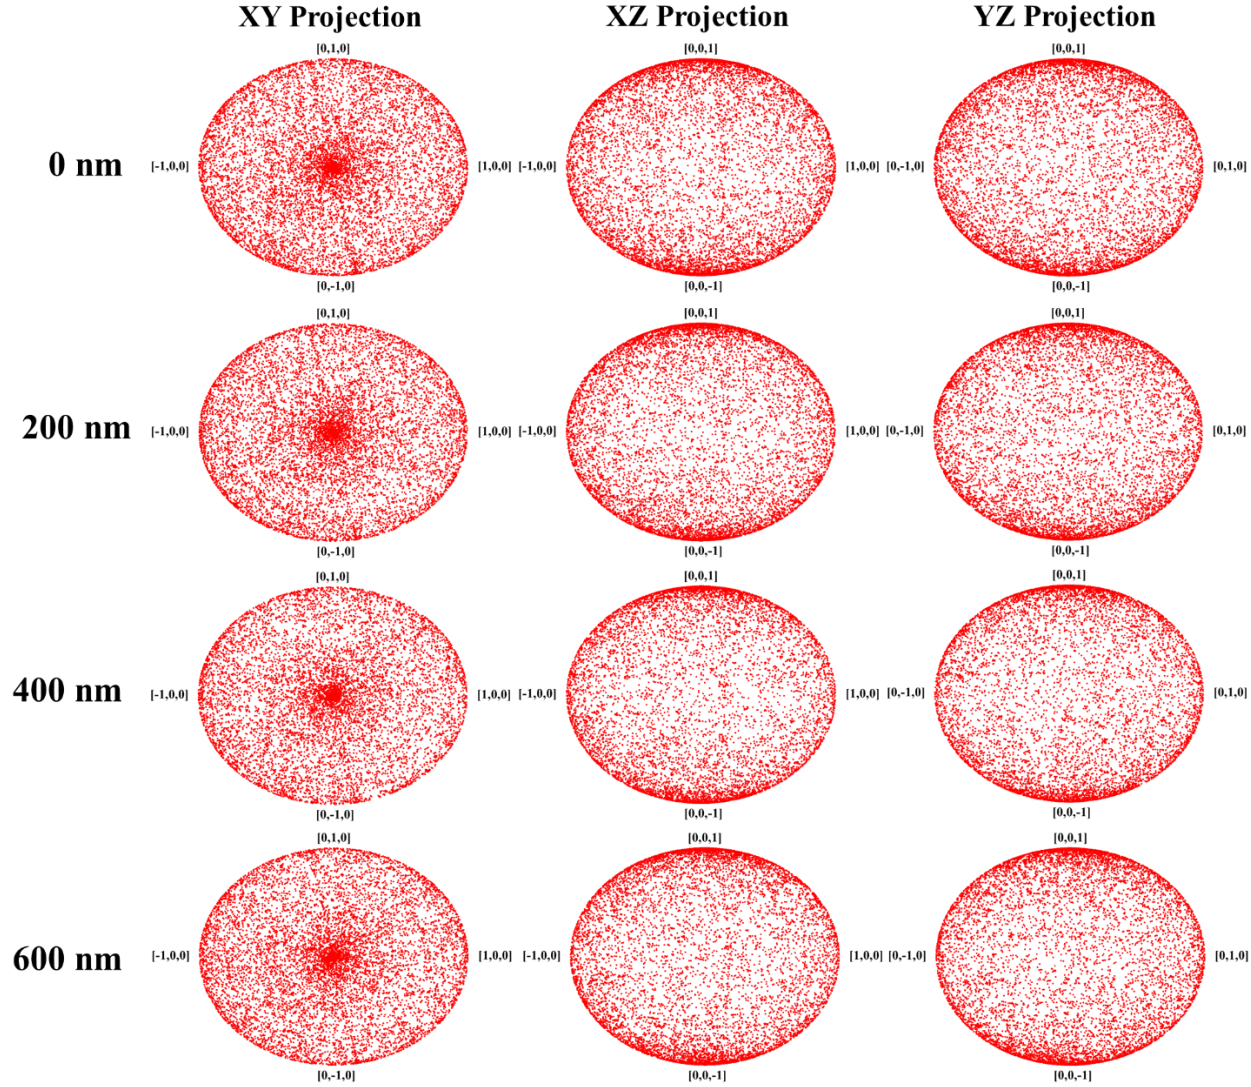 XY Projection XZ Projection YZ Projection
[0,1,0] [0,0,1] [0,0,1]
0 nm [-1,0,0] [1,0,0] [-1,0,0] [1,0,0] [0,-1,0] [0,1,0]
[0,-1,0] [0,0,-1] [0,0,-1]
[0,1,0] [0,0,1] [0,0,1]
200 nm [-1,0,0] [1,0,0] [-1,0,0] [1,0,0] [0,-1,0] [0,1,0]
[0,-1,0] [0,0,-1] [0,0,-1]
[0,1,0] [0,0,1] [0,0,1]
400 nm [-1,0,0] [1,0,0] [-1,0,0] [1,0,0] [0,-1,0] [0,1,0]
[0,-1,0] [0,0,-1] [0,0,-1]
[0,1,0] [0,0,1] [0,0,1]
600 nm [-1,0,0] [1,0,0] [-1,0,0] [1,0,0] [0,-1,0] [0,1,0]
[0,-1,0] [0,0,-1] [0,0,-1]